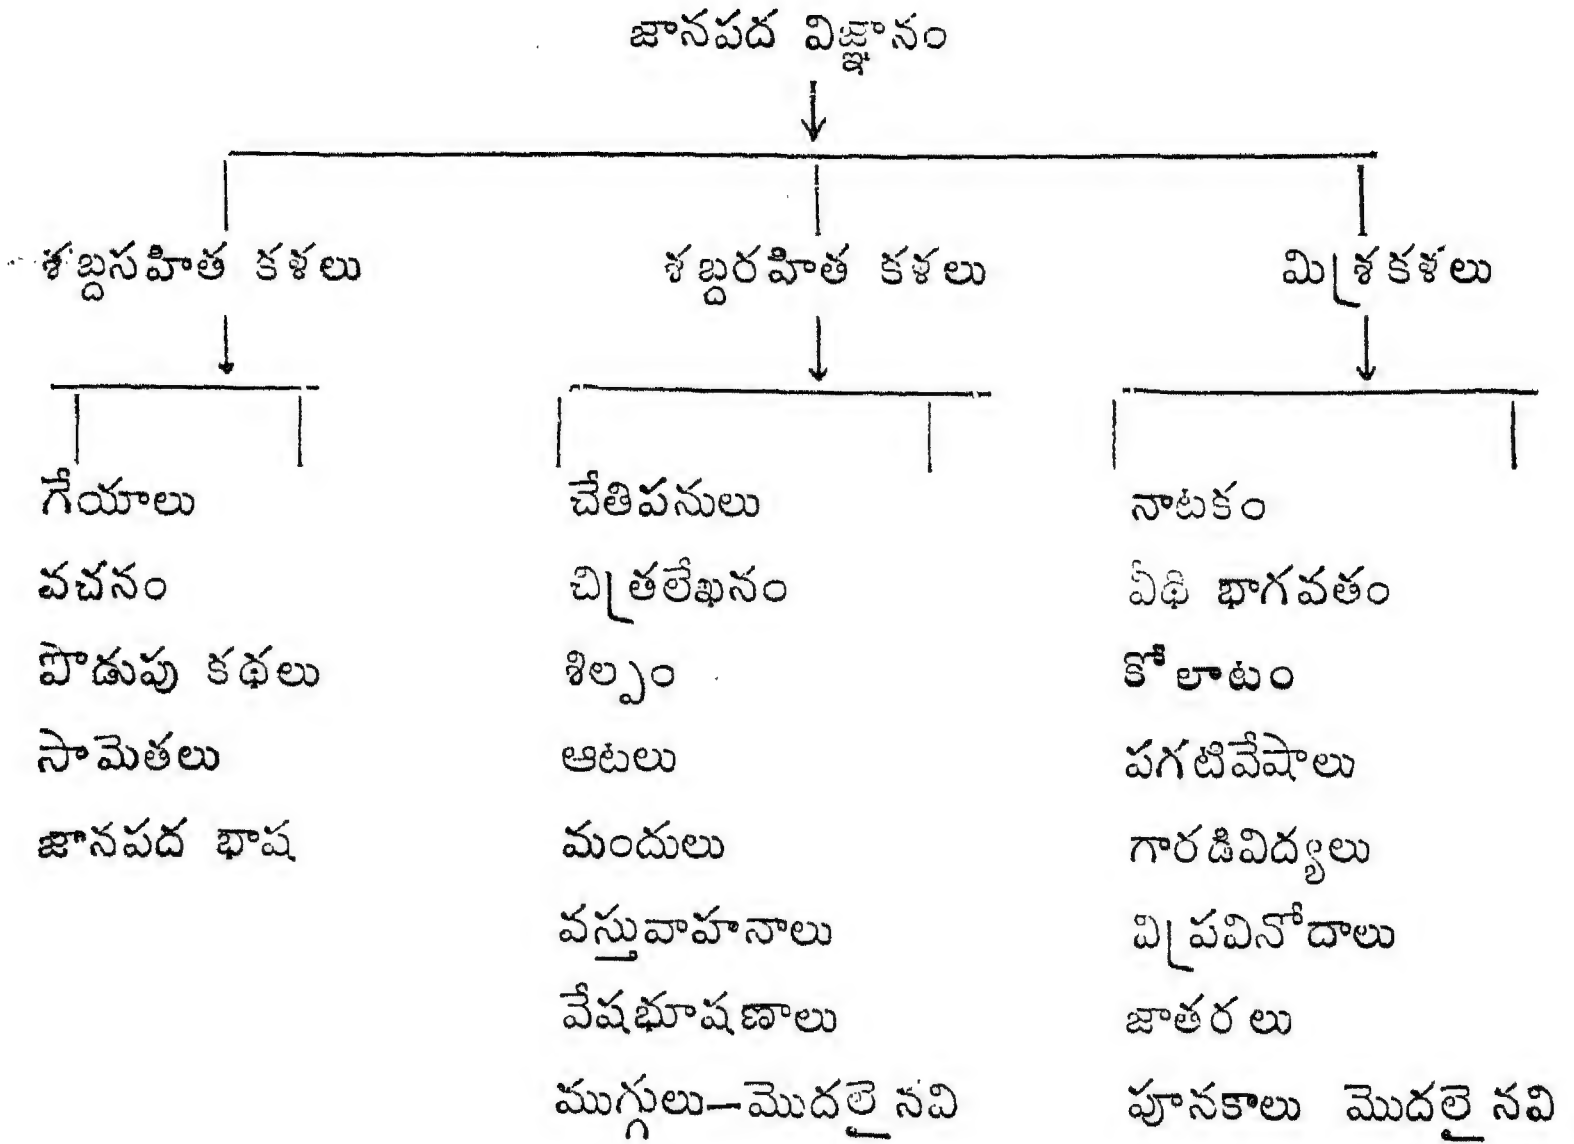 జానపద విజ్ఞానం
శబ్దసహిత కళలు
శబ్దరహిత కళలు
మిశ్రకళలు
గేయాలు
వచనం
పొడుపు కథలు
సామెతలు
జానపద భాష
చేతిపనులు
చిత్రలేఖనం
శిల్పం
ఆటలు
మందులు
వస్తువాహనాలు
వేషభూషణాలు
ముగ్గులు—మొదలైనవి
నాటకం
వీథి భాగవతం
కోలాటం
పగటివేషాలు
గారడివిద్యలు
విప్రవినోదాలు
జాతరలు
పూనకాలు మొదలైనవి